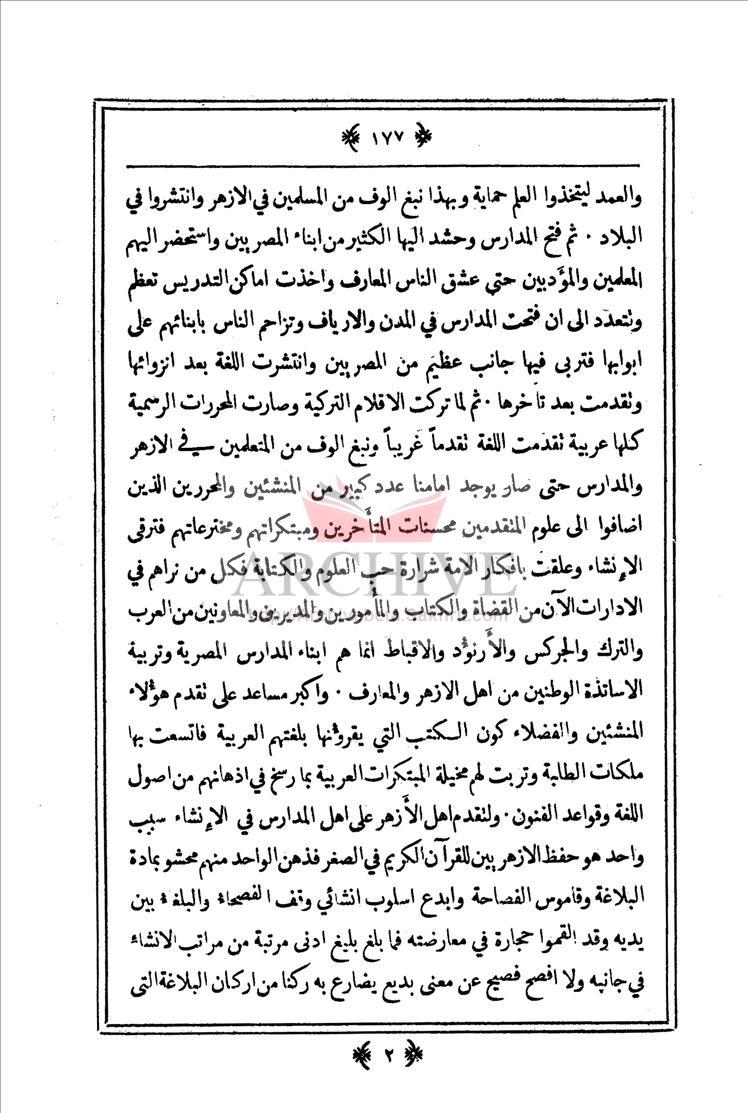 ١٧٧
والعمد ليتخذوا العلم حماية وبهذا نبغ الوف من المسلمين في الازهر وانتشروا في
البلاد ٠ ثم فتح المدارس وحشد اليها الكثير من ابناء المصريين واستحضر اليهم
المعلمين والمؤدبين حتي عشق الناس المعارف واخذت اماكن التدريس تعظم
وتتعدد الى ان فتحت المدارس في المدن والارياف وتزاحم الناس بابنائهم على
ابوابها فتربى فيها جانب عظيم من المصريين وانتشرت اللغة بعد انزوائها
وتقدمت بعد تأخرها ٠ ثم لما تركت الاقلام التركية وصارت المحررات الرسمية
كلها عربية تقدمت اللغة تقدماً غريباً ونبغ الوف من المتعلمين في الازهر
والمدارس حتى صار يوجد امامنا عدد كبير من المنشئين والمحررين الذين
اضافوا الى علوم المتقدمين محسنات المتأخرين ومبتكراتهم ومخترعاتهم فترقى
الإنشاء وعلقت بافكار الامة شرارة حب العلوم والكتابة فكل من نراهم في
الادارات الآن من القضاة والكتاب والمأمورين والمديرين والمعاونين من العرب
والترك والجركس والأرنؤد والاقباط انما هم ابناء المدارس المصرية وتربية
الاساتذة الوطنين من اهل الازهر والمعارف ٠ واكبر مساعد على تقدم هؤلاء
المنشئين والفضلاء كون الكتب التي يقرؤنها بلغتهم العربية فاتسعت بها
ملكات الطلبة وتربت لهم مخيلة المبتكرات العربية بما رسخ في اذهانهم من اصول
اللغة وقواعد الفنون ٠ ولتقدم اهل الأزهر على اهل المدارس في الإنشاء سبب
واحد هو حفظ الازهريين للقرآن الكريم في الصغر فذهن الواحد منهم محشو بمادة
البلاغة وقاموس الفصاحة وابدع اسلوب انشائي وقف الفصحاء والبلغاء بين
يديه وقد القموا حجارة في معارضته فما بلغ بليغ ادنى مرتبة من مراتب الانشاء
في جانبه ولا افصح فصيح عن معنى بديع يضارع به ركنا من اركان البلاغة التى
٢
ARCHIVE